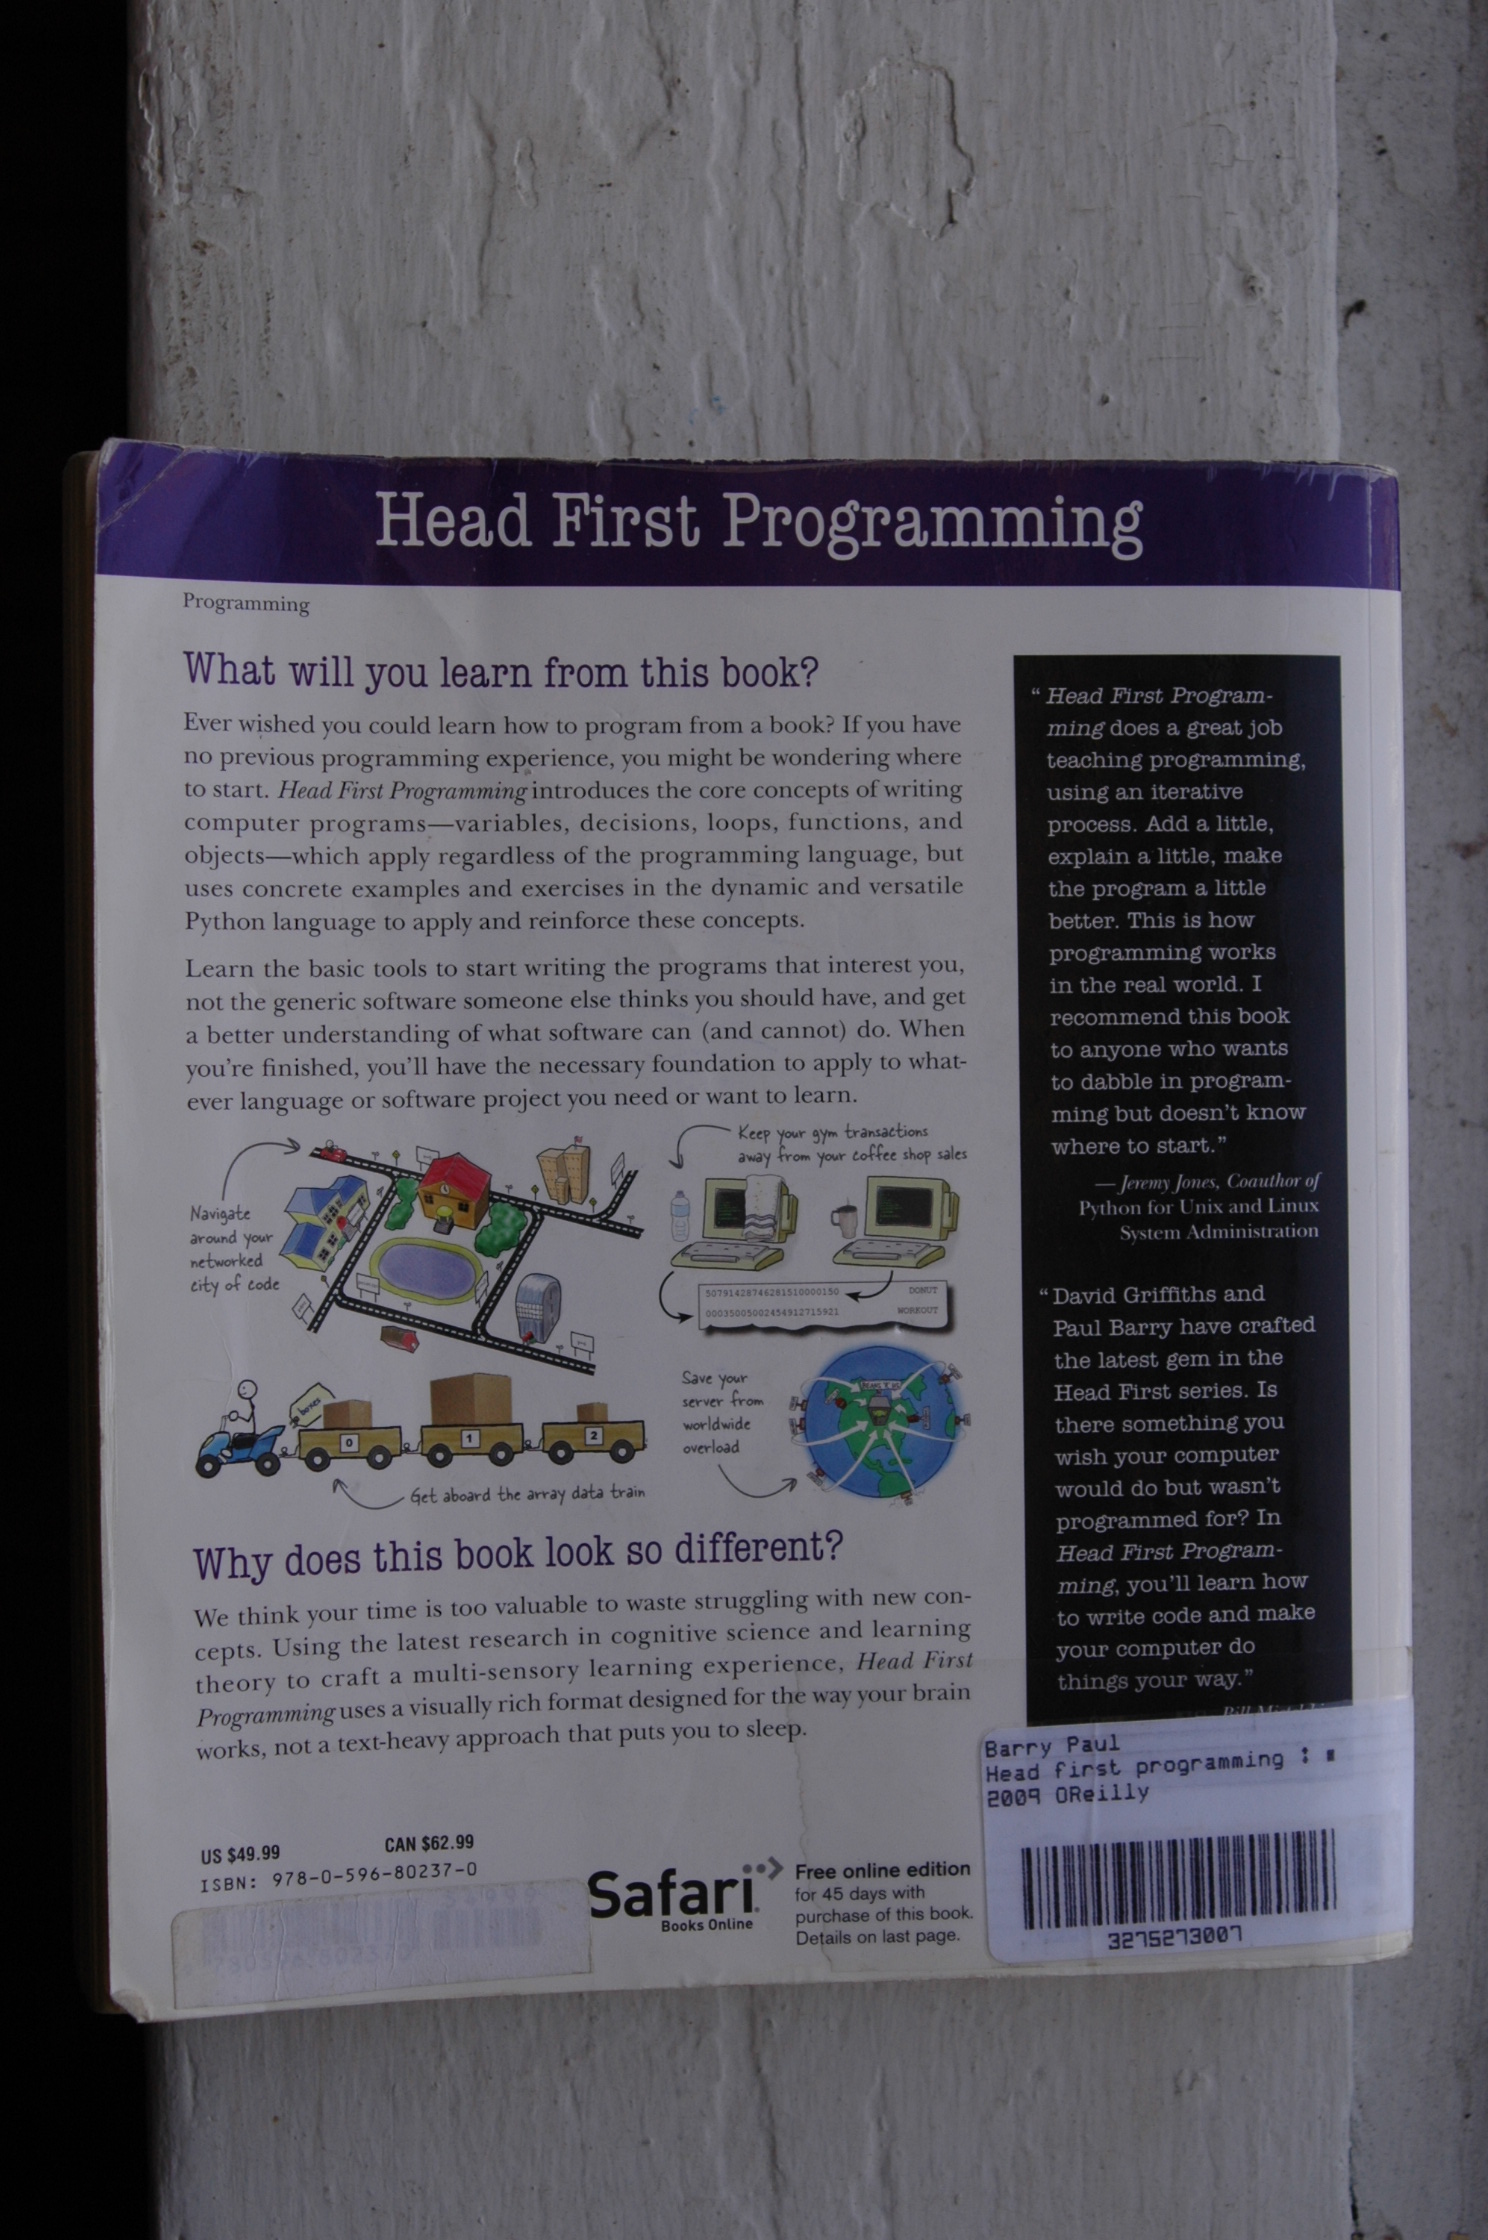 Head First Programming
Programming
What will you learn from this book?
Ever wished you could learn how to program from a book? If you have
no previous programming experience, you might be wondering where
to start. Head First Programming introduces the core concepts of writing
computer programs—variables, decisions, loops, functions, and
objects—which apply regardless of the programming language, but
uses concrete examples and exercises in the dynamic and versatile
Python language to apply and reinforce these concepts.
Learn the basic tools to start writing the programs that interest you,
not the generic software someone else thinks you should have, and get
a better understanding of what software can (and cannot) do. When
you're finished, you'll have the necessary foundation to apply to what-
ever language or software project you need or want to learn.
Navigate
around your
networked
city of code
Keep your gym transactions
away from your coffee shop sales
50791428746281510000150 DONUT
00035005002454912715921 WORKOUT
boxes
0
1
2
Get aboard the array data train
Save your
server from
worldwide
overload
Why does this book look so different?
We think your time is too valuable to waste struggling with new con-
cepts. Using the latest research in cognitive science and learning
theory to craft a multi-sensory learning experience, Head First
Programming uses a visually rich format designed for the way your brain
works, not a text-heavy approach that puts you to sleep.
US $49.99 CAN $62.99
ISBN: 978-0-596-80237-0
Safari
Books Online
Free online edition
for 45 days with
purchase of this book.
Details on last page.
“Head First Program-
ming does a great job
teaching programming,
using an iterative
process. Add a little,
explain a little, make
the program a little
better. This is how
programming works
in the real world. I
recommend this book
to anyone who wants
to dabble in program-
ming but doesn't know
where to start.”
— Jeremy Jones, Coauthor of
Python for Unix and Linux
System Administration
“David Griffiths and
Paul Barry have crafted
the latest gem in the
Head First series. Is
there something you
wish your computer
would do but wasn't
programmed for? In
Head First Program-
ming, you'll learn how
to write code and make
your computer do
things your way.”
Barry Paul
Head first programming :
2009 OReilly
3275273007